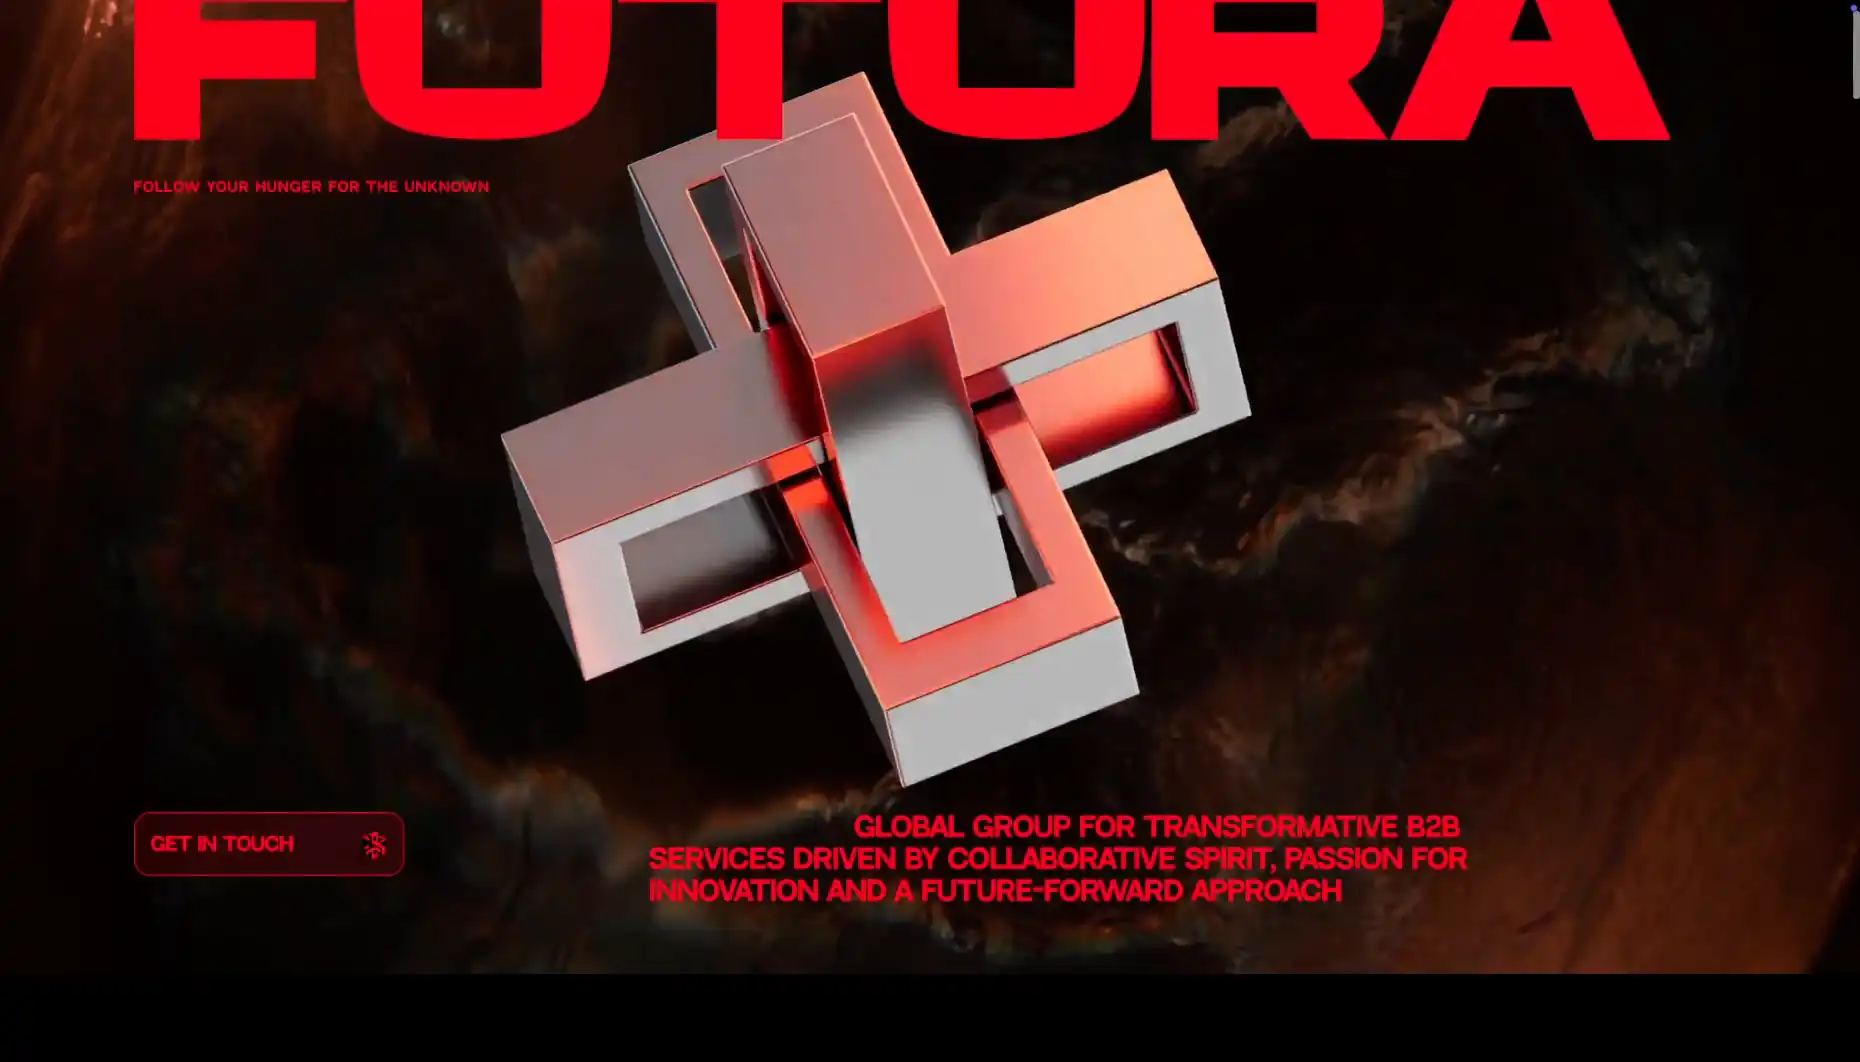 FUTURA
FOLLOW YOUR HUNGER FOR THE UNKNOWN
GET IN TOUCH
GLOBAL GROUP FOR TRANSFORMATIVE B2B
SERVICES DRIVEN BY COLLABORATIVE SPIRIT, PASSION FOR
INNOVATION AND A FUTURE-FORWARD APPROACH